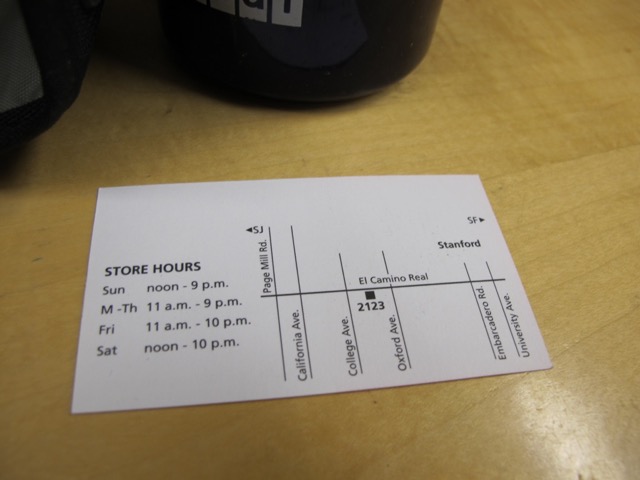 STORE HOURS
Sun noon - 9 p.m.
M -Th 11 a.m. - 9 p.m.
Fri 11 a.m. - 10 p.m.
Sat noon - 10 p.m.
◄SJ
SF►
Stanford
Page Mill Rd.
El Camino Real
2123
California Ave.
College Ave.
Oxford Ave.
Embarcadero Rd.
University Ave.